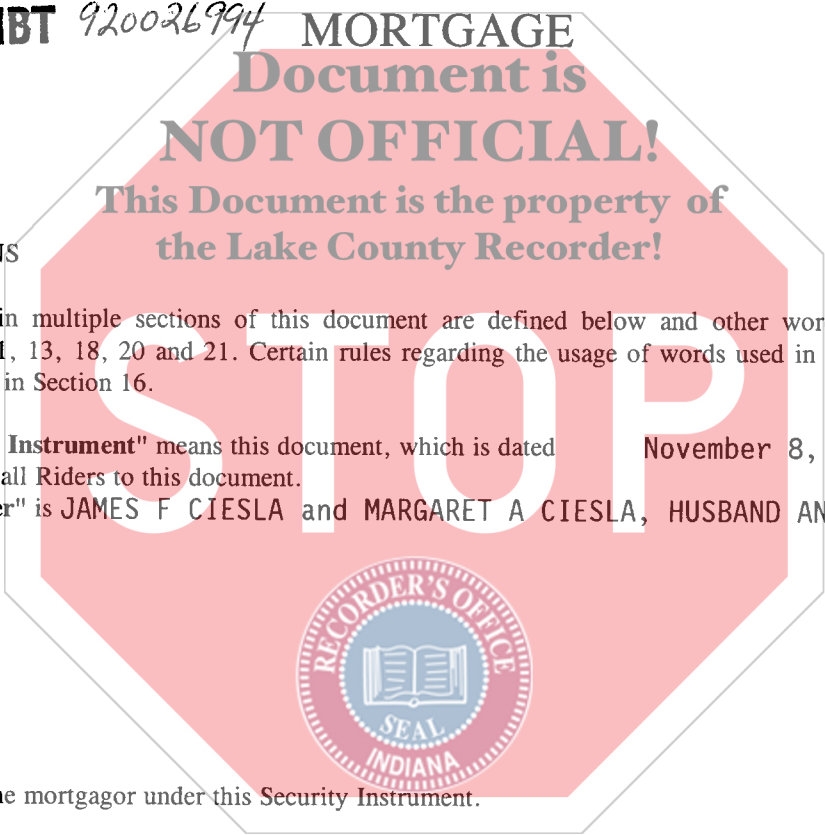 HBT 920026994 MORTGAGE
Document is
NOT OFFICIAL!
This Document is the property of
the Lake County Recorder!
NS
in multiple sections of this document are defined below and other wor
1, 13, 18, 20 and 21. Certain rules regarding the usage of words used in
in Section 16.
Instrument" means this document, which is dated November 8,
all Riders to this document.
er" is JAMES F CIESLA and MARGARET A CIESLA, HUSBAND AN
STOP
RECORDER'S OFFICE
SEAL
INDIANA
e mortgagor under this Security Instrument.